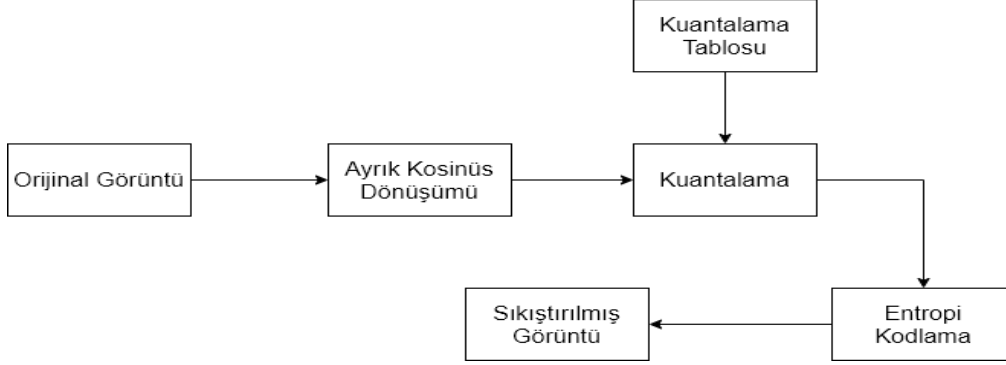 Kuantalama
Tablosu
Orijinal Görüntü
Ayrık Kosinüs
Dönüşümü
Kuantalama
Sıkıştırılmış
Görüntü
Entropi
Kodlama